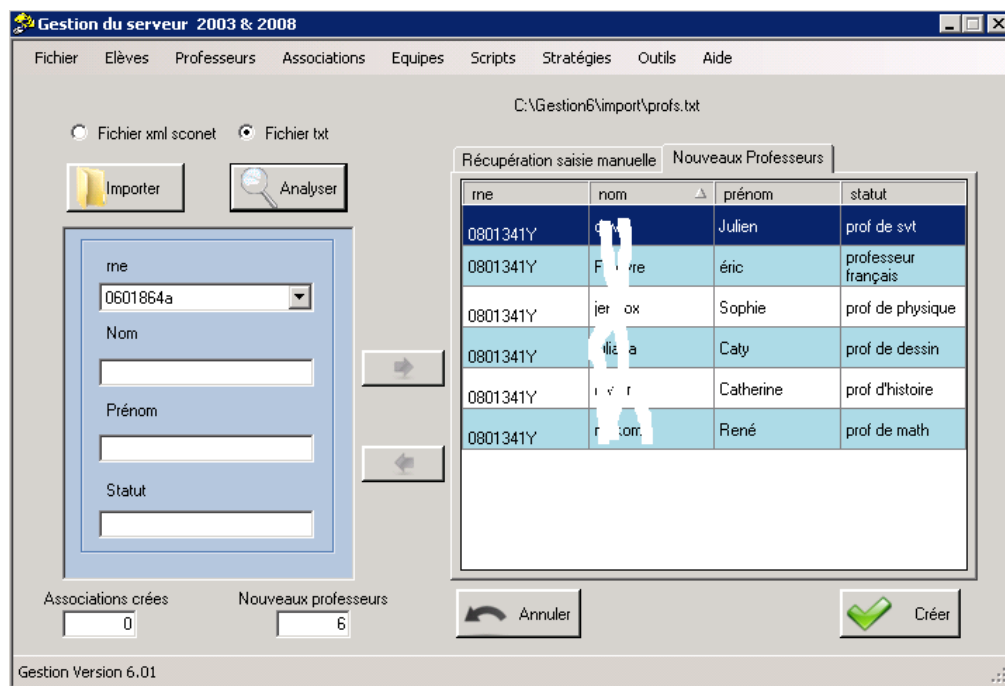 Gestion du serveur 2003 & 2008
Fichier Elèves Professeurs Associations Equipes Scripts Stratégies Outils Aide
C:\Gestion6\import\profs.txt
Fichier xml sconet Fichier txt
Importer Analyser
Récupération saisie manuelle Nouveaux Professeurs
rne nom prénom statut
0801341Y Julien prof de svt
0801341Y éric professeur français
0801341Y Sophie prof de physique
0801341Y Caty prof de dessin
0801341Y Catherine prof d'histoire
0801341Y René prof de math
rne
0601864a
Nom
Prénom
Statut
Associations crées Nouveaux professeurs
0 6
Annuler Créer
Gestion Version 6.01